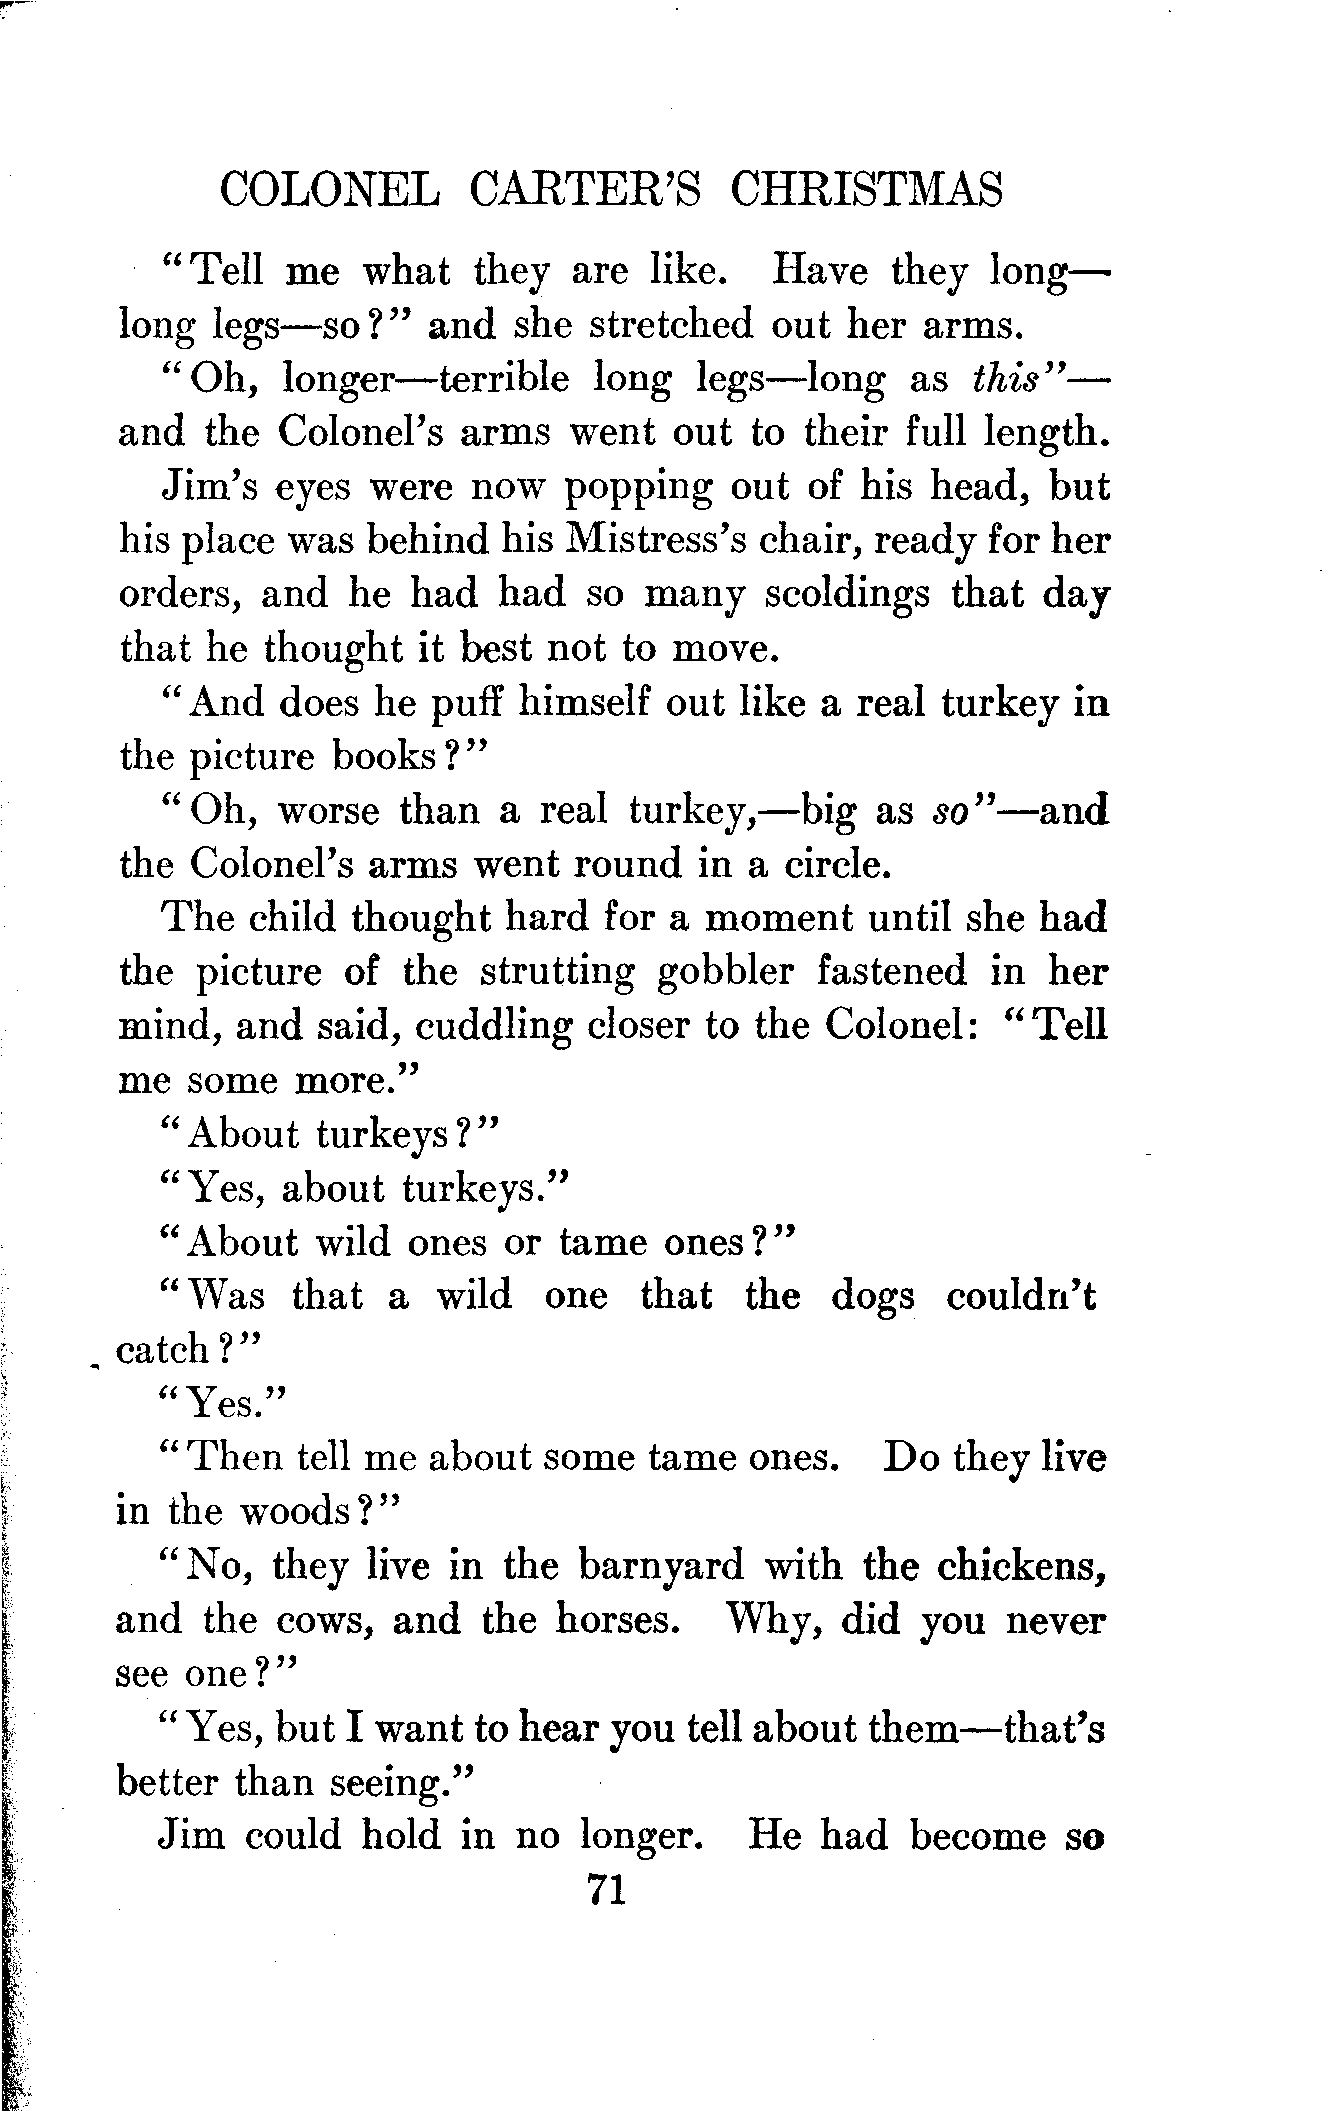 COLONEL CARTER'S CHRISTMAS
"Tell me what they are like. Have they long—
long legs—so?" and she stretched out her arms.
"Oh, longer—terrible long legs—long as this"—
and the Colonel's arms went out to their full length.
Jim's eyes were now popping out of his head, but
his place was behind his Mistress's chair, ready for her
orders, and he had had so many scoldings that day
that he thought it best not to move.
"And does he puff himself out like a real turkey in
the picture books?"
"Oh, worse than a real turkey,—big as so"—and
the Colonel's arms went round in a circle.
The child thought hard for a moment until she had
the picture of the strutting gobbler fastened in her
mind, and said, cuddling closer to the Colonel: "Tell
me some more."
"About turkeys?"
"Yes, about turkeys."
"About wild ones or tame ones?"
"Was that a wild one that the dogs couldn't
catch?"
"Yes."
"Then tell me about some tame ones. Do they live
in the woods?"
"No, they live in the barnyard with the chickens,
and the cows, and the horses. Why, did you never
see one?"
"Yes, but I want to hear you tell about them—that's
better than seeing."
Jim could hold in no longer. He had become so
71